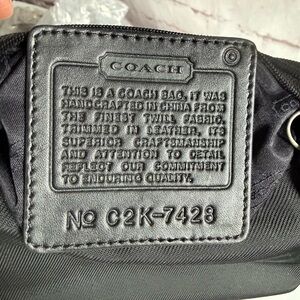 ©
COACH
THIS IS A COACH BAG. IT WAS
HANDCRAFTED IN CHINA FROM
THE FINEST TWILL FABRIC.
TRIMMED IN LEATHER, ITS
SUPERIOR CRAFTSMANSHIP
AND ATTENTION TO DETAIL
REFLECT OUR COMMITMENT
TO ENDURING QUALITY.
No C2K-7428